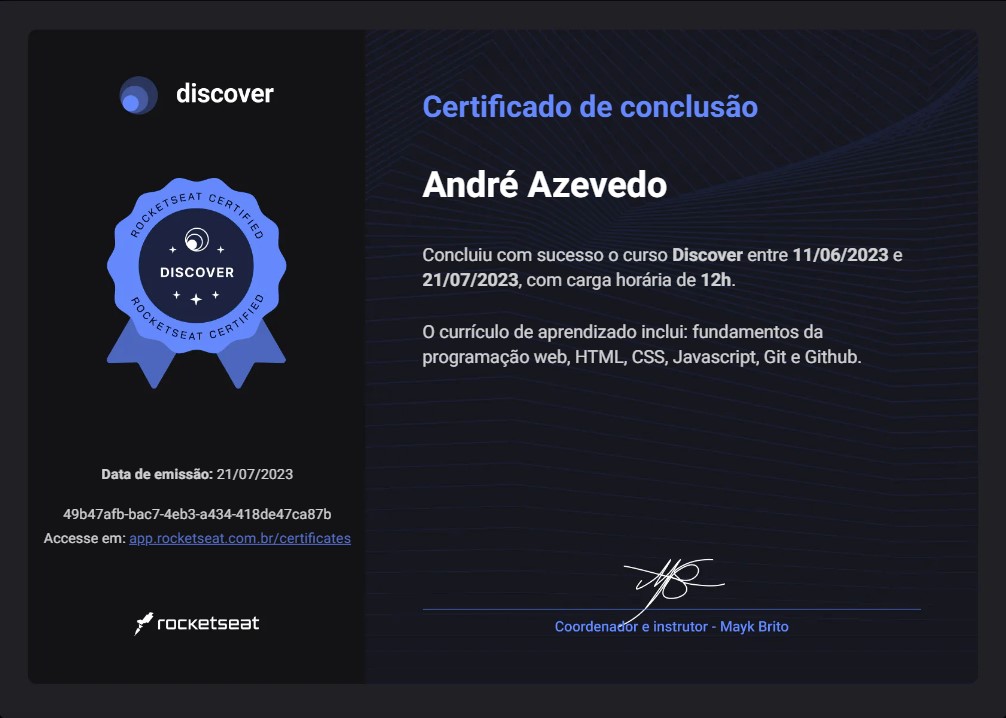 discover
ROCKETSEAT CERTIFIED
DISCOVER
ROCKETSEAT CERTIFIED
Data de emissão: 21/07/2023
49b47afb-bac7-4eb3-a434-418de47ca87b
Accesse em: app.rocketseat.com.br/certificates
rocketseat
Certificado de conclusão
André Azevedo
Concluiu com sucesso o curso Discover entre 11/06/2023 e
21/07/2023, com carga horária de 12h.
O currículo de aprendizado inclui: fundamentos da
programação web, HTML, CSS, Javascript, Git e Github.
Coordenador e instrutor - Mayk Brito